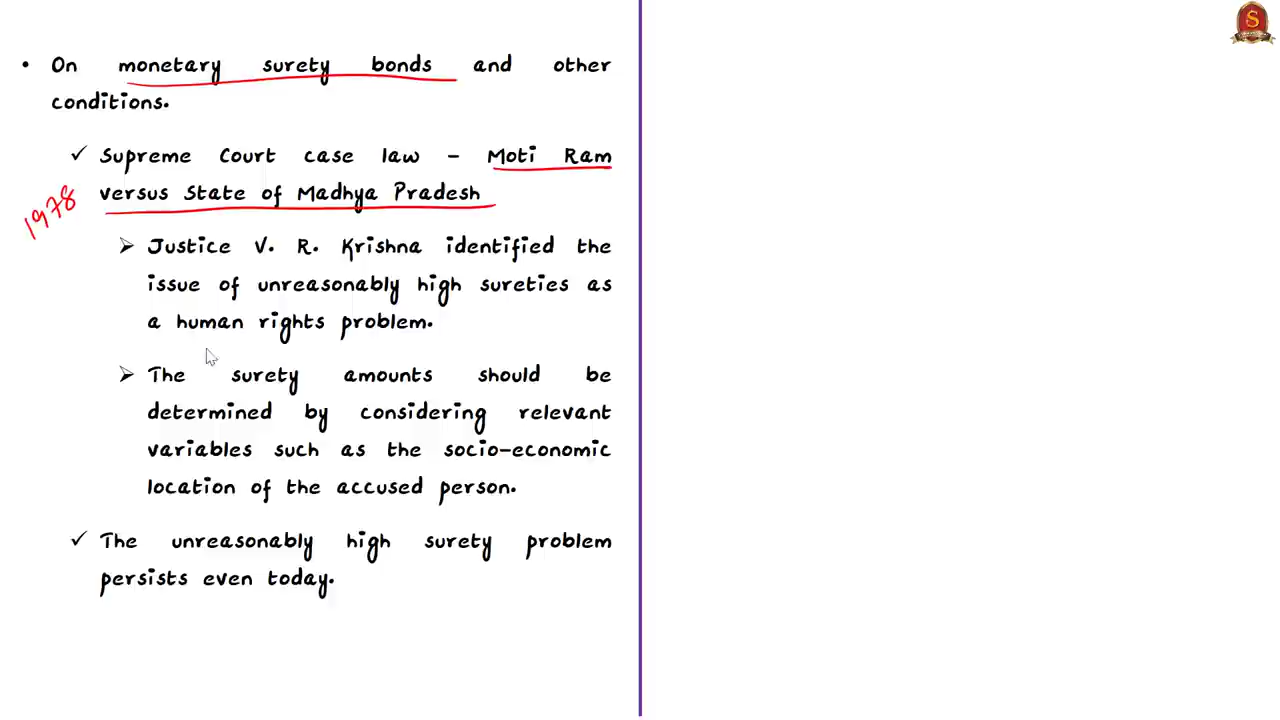 • On monetary surety bonds and other
conditions.
✓ Supreme Court case law – Moti Ram
versus State of Madhya Pradesh
1978
➢ Justice V. R. Krishna identified the
issue of unreasonably high sureties as
a human rights problem.
➢ The surety amounts should be
determined by considering relevant
variables such as the socio-economic
location of the accused person.
✓ The unreasonably high surety problem
persists even today.
S